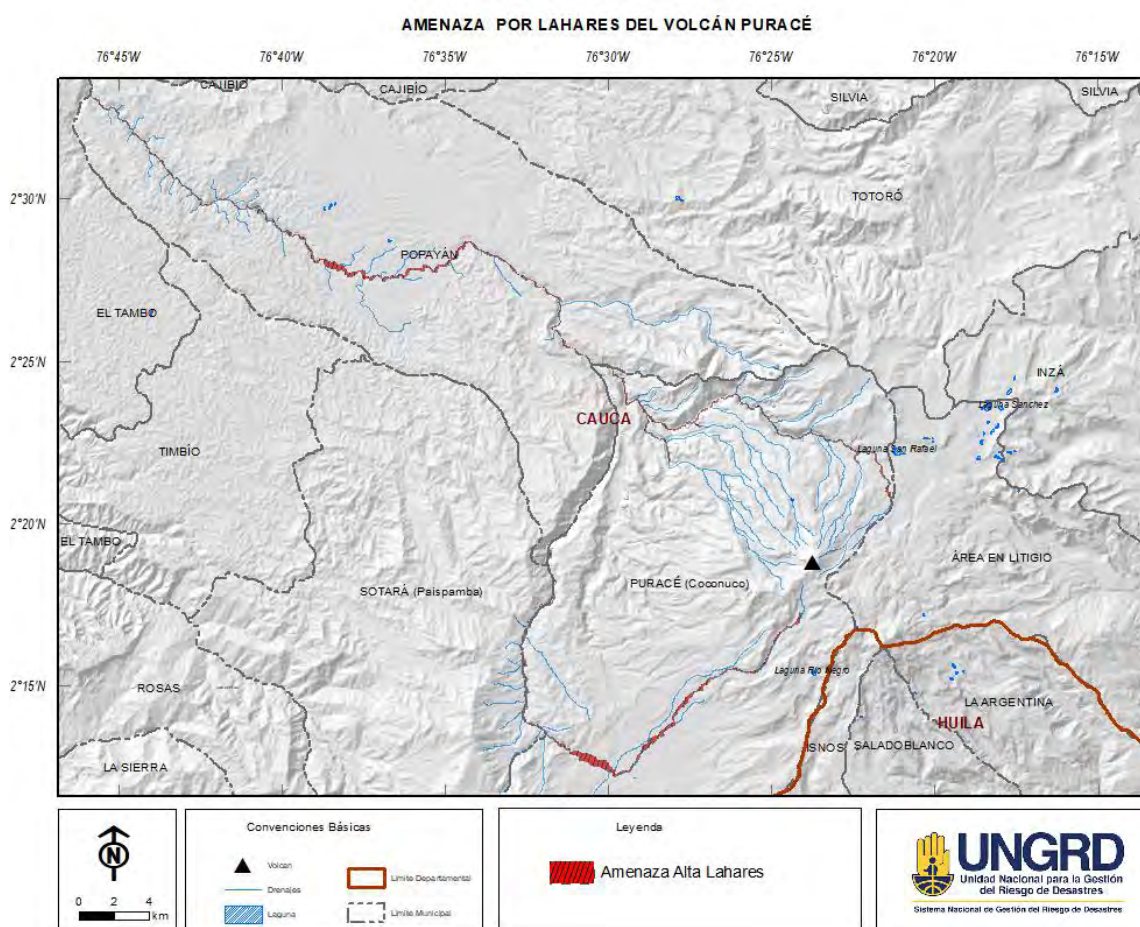 AMENAZA POR LAHARES DEL VOLCÁN PURACÉ
76°45'W 76°40'W 76°35'W 76°30'W 76°25'W 76°20'W 76°15'W
CAJIBÍO
CAJIBÍO
SILVIA
SILVIA
2°30'N
TOTORÓ
POPAYÁN
EL TAMBO
2°25'N
INZÁ
Laguna Sanchez
CAUCA
TIMBÍO
Laguna San Rafael
2°20'N
EL TAMBO
ÁREA EN LITIGIO
SOTARÁ (Paispamba)
PURACÉ (Coconuco)
2°15'N
Laguna Rio Negro
ROSAS
LA ARGENTINA
HUILA
ISNOS
SALADOBLANCO
LA SIERRA
N
0 2 4
km
Convenciones Básicas
Volcan
Drenajes
Laguna
Límite Departamental
Límite Municipal
Leyenda
Amenaza Alta Lahares
UNGRD
Unidad Nacional para la Gestión
del Riesgo de Desastres
Sistema Nacional de Gestión del Riesgo de Desastres